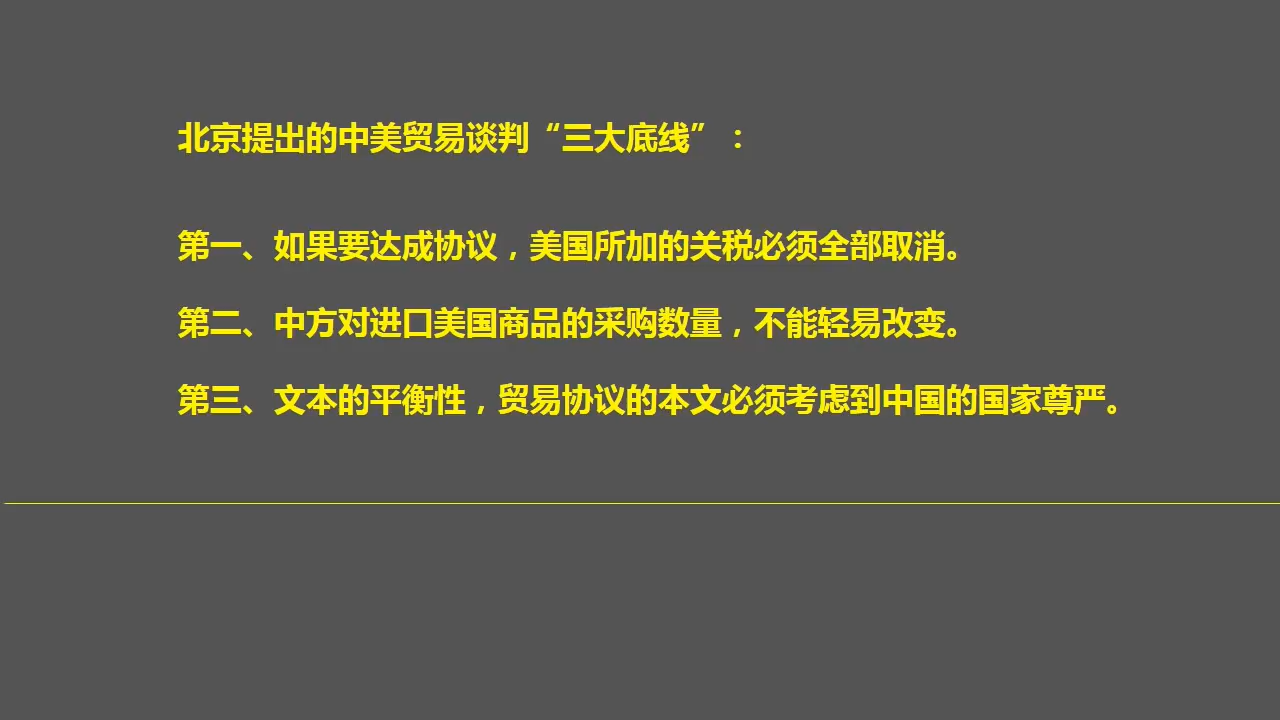 北京提出的中美贸易谈判“三大底线”：
第一、如果要达成协议，美国所加的关税必须全部取消。
第二、中方对进口美国商品的采购数量，不能轻易改变。
第三、文本的平衡性，贸易协议的本文必须考虑到中国的国家尊严。